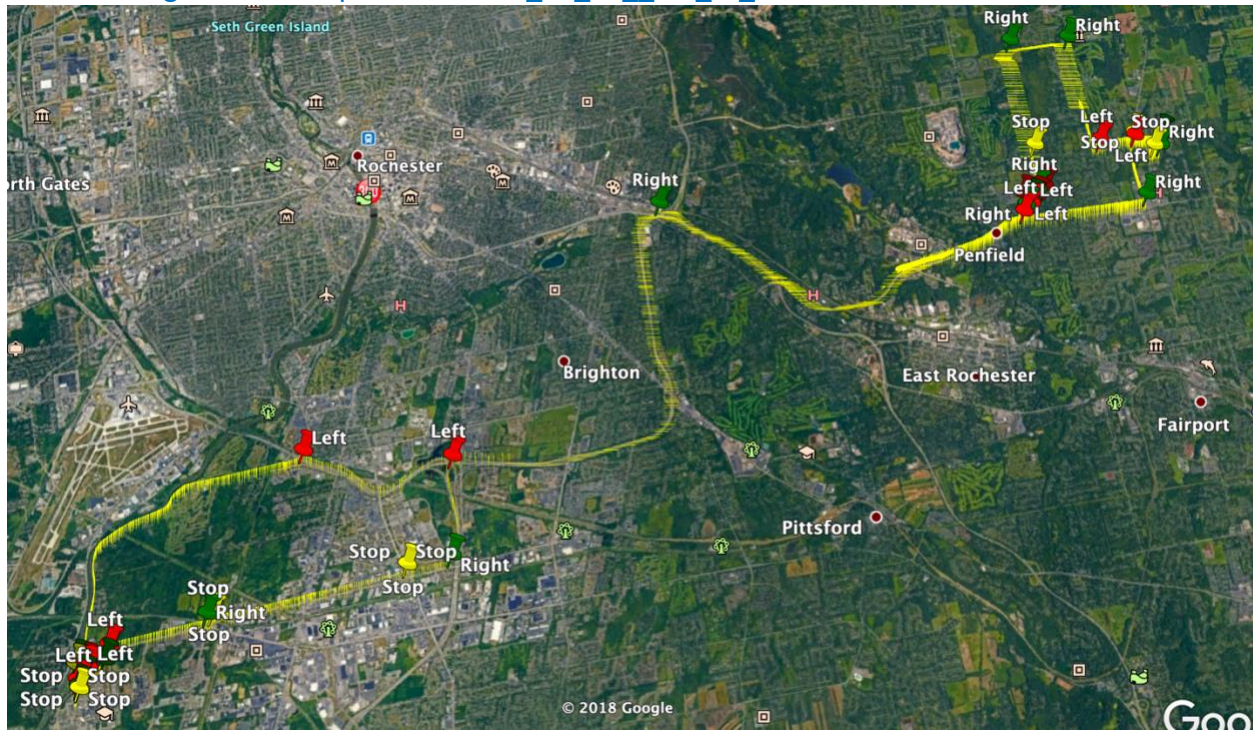 Seth Green Island
Right
Right
Rochester
orth Gates
Stop
Left
Stop
Stop
Right
Left
Right
Right
Right
Left
Left
Right
Left
Penfield
East Rochester
Brighton
Fairport
Left
Left
Pittsford
Stop
Stop
Stop
Right
Stop
Right
Stop
Left
Left
Left
Stop
Stop
Stop
Stop
© 2018 Google
Goo